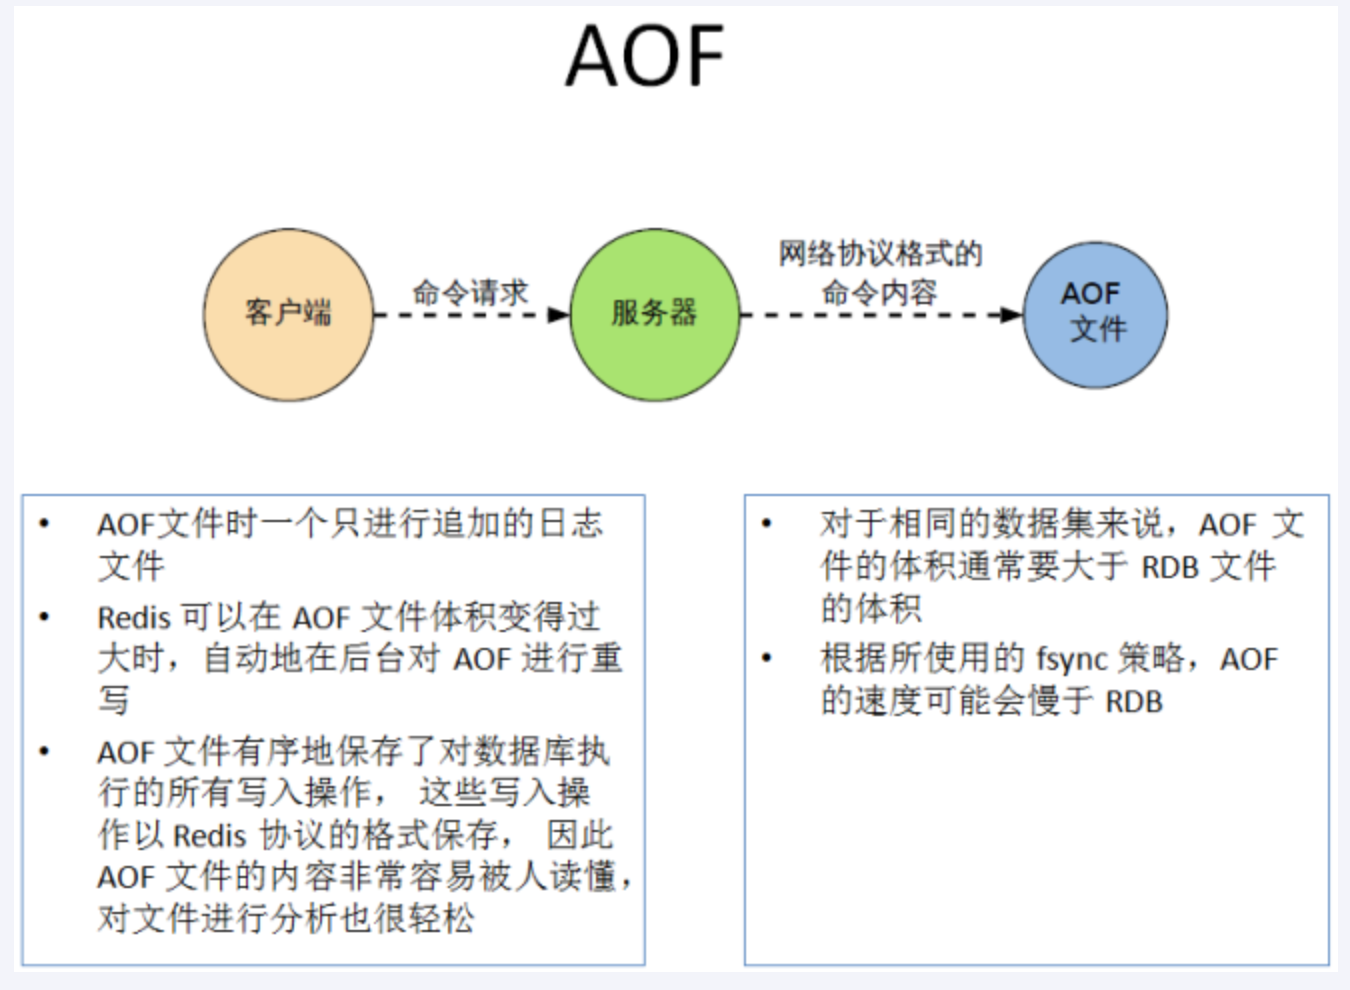 AOF
客户端
命令请求
服务器
网络协议格式的
命令内容
AOF
文件
• AOF文件时一个只进行追加的日志
文件
• Redis 可以在 AOF 文件体积变得过
大时，自动地在后台对 AOF 进行重
写
• AOF 文件有序地保存了对数据库执
行的所有写入操作， 这些写入操
作以 Redis 协议的格式保存， 因此
AOF 文件的内容非常容易被人读懂，
对文件进行分析也很轻松
• 对于相同的数据集来说，AOF 文
件的体积通常要大于 RDB 文件
的体积
• 根据所使用的 fsync 策略，AOF
的速度可能会慢于 RDB